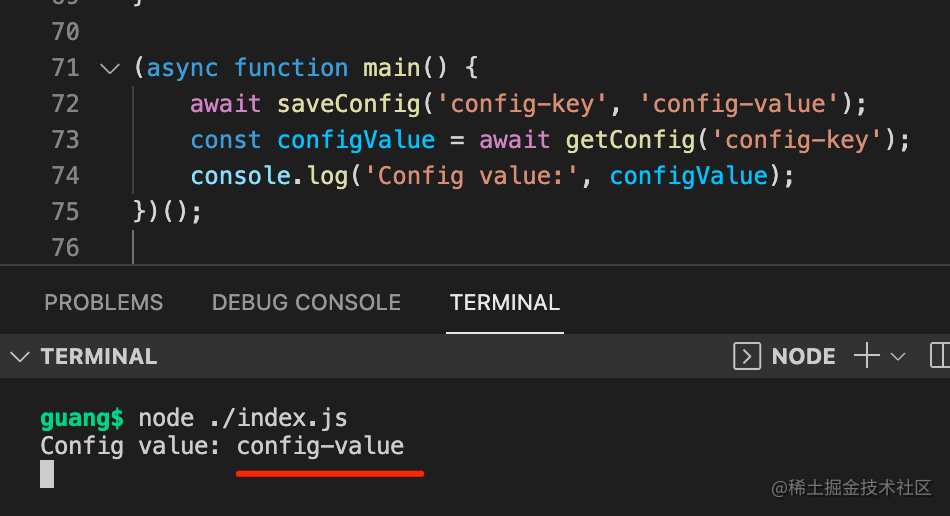 70
71 (async function main() {
72 await saveConfig('config-key', 'config-value');
73 const configValue = await getConfig('config-key');
74 console.log('Config value:', configValue);
75 })();
76
PROBLEMS DEBUG CONSOLE TERMINAL
TERMINAL NODE
guang$ node ./index.js
Config value: config-value
@稀土掘金技术社区